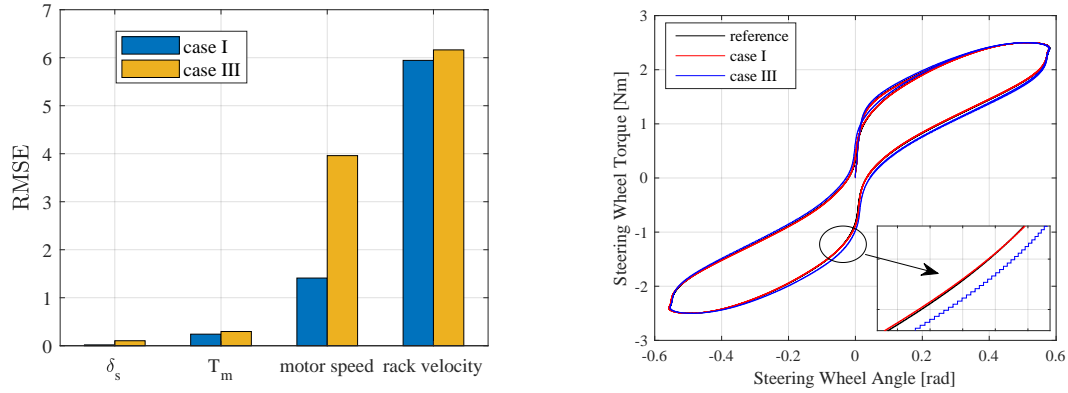 7
6
5
4
3
2
1
0
RMSE
case I
case III
δs
Tm
motor speed
rack velocity
3
2
1
0
-1
-2
-3
Steering Wheel Torque [Nm]
reference
case I
case III
-0.6
-0.4
-0.2
0
0.2
0.4
0.6
Steering Wheel Angle [rad]